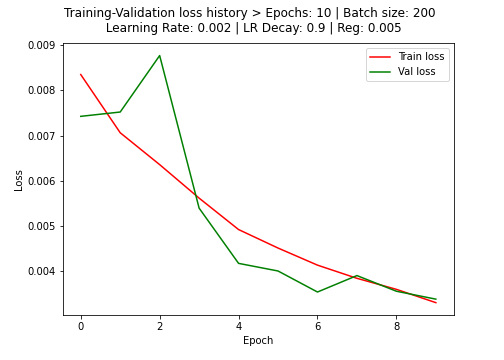 Training-Validation loss history > Epochs: 10 | Batch size: 200
Learning Rate: 0.002 | LR Decay: 0.9 | Reg: 0.005
Train loss
Val loss
0.009
0.008
0.007
0.006
0.005
0.004
Loss
0 2 4 6 8
Epoch